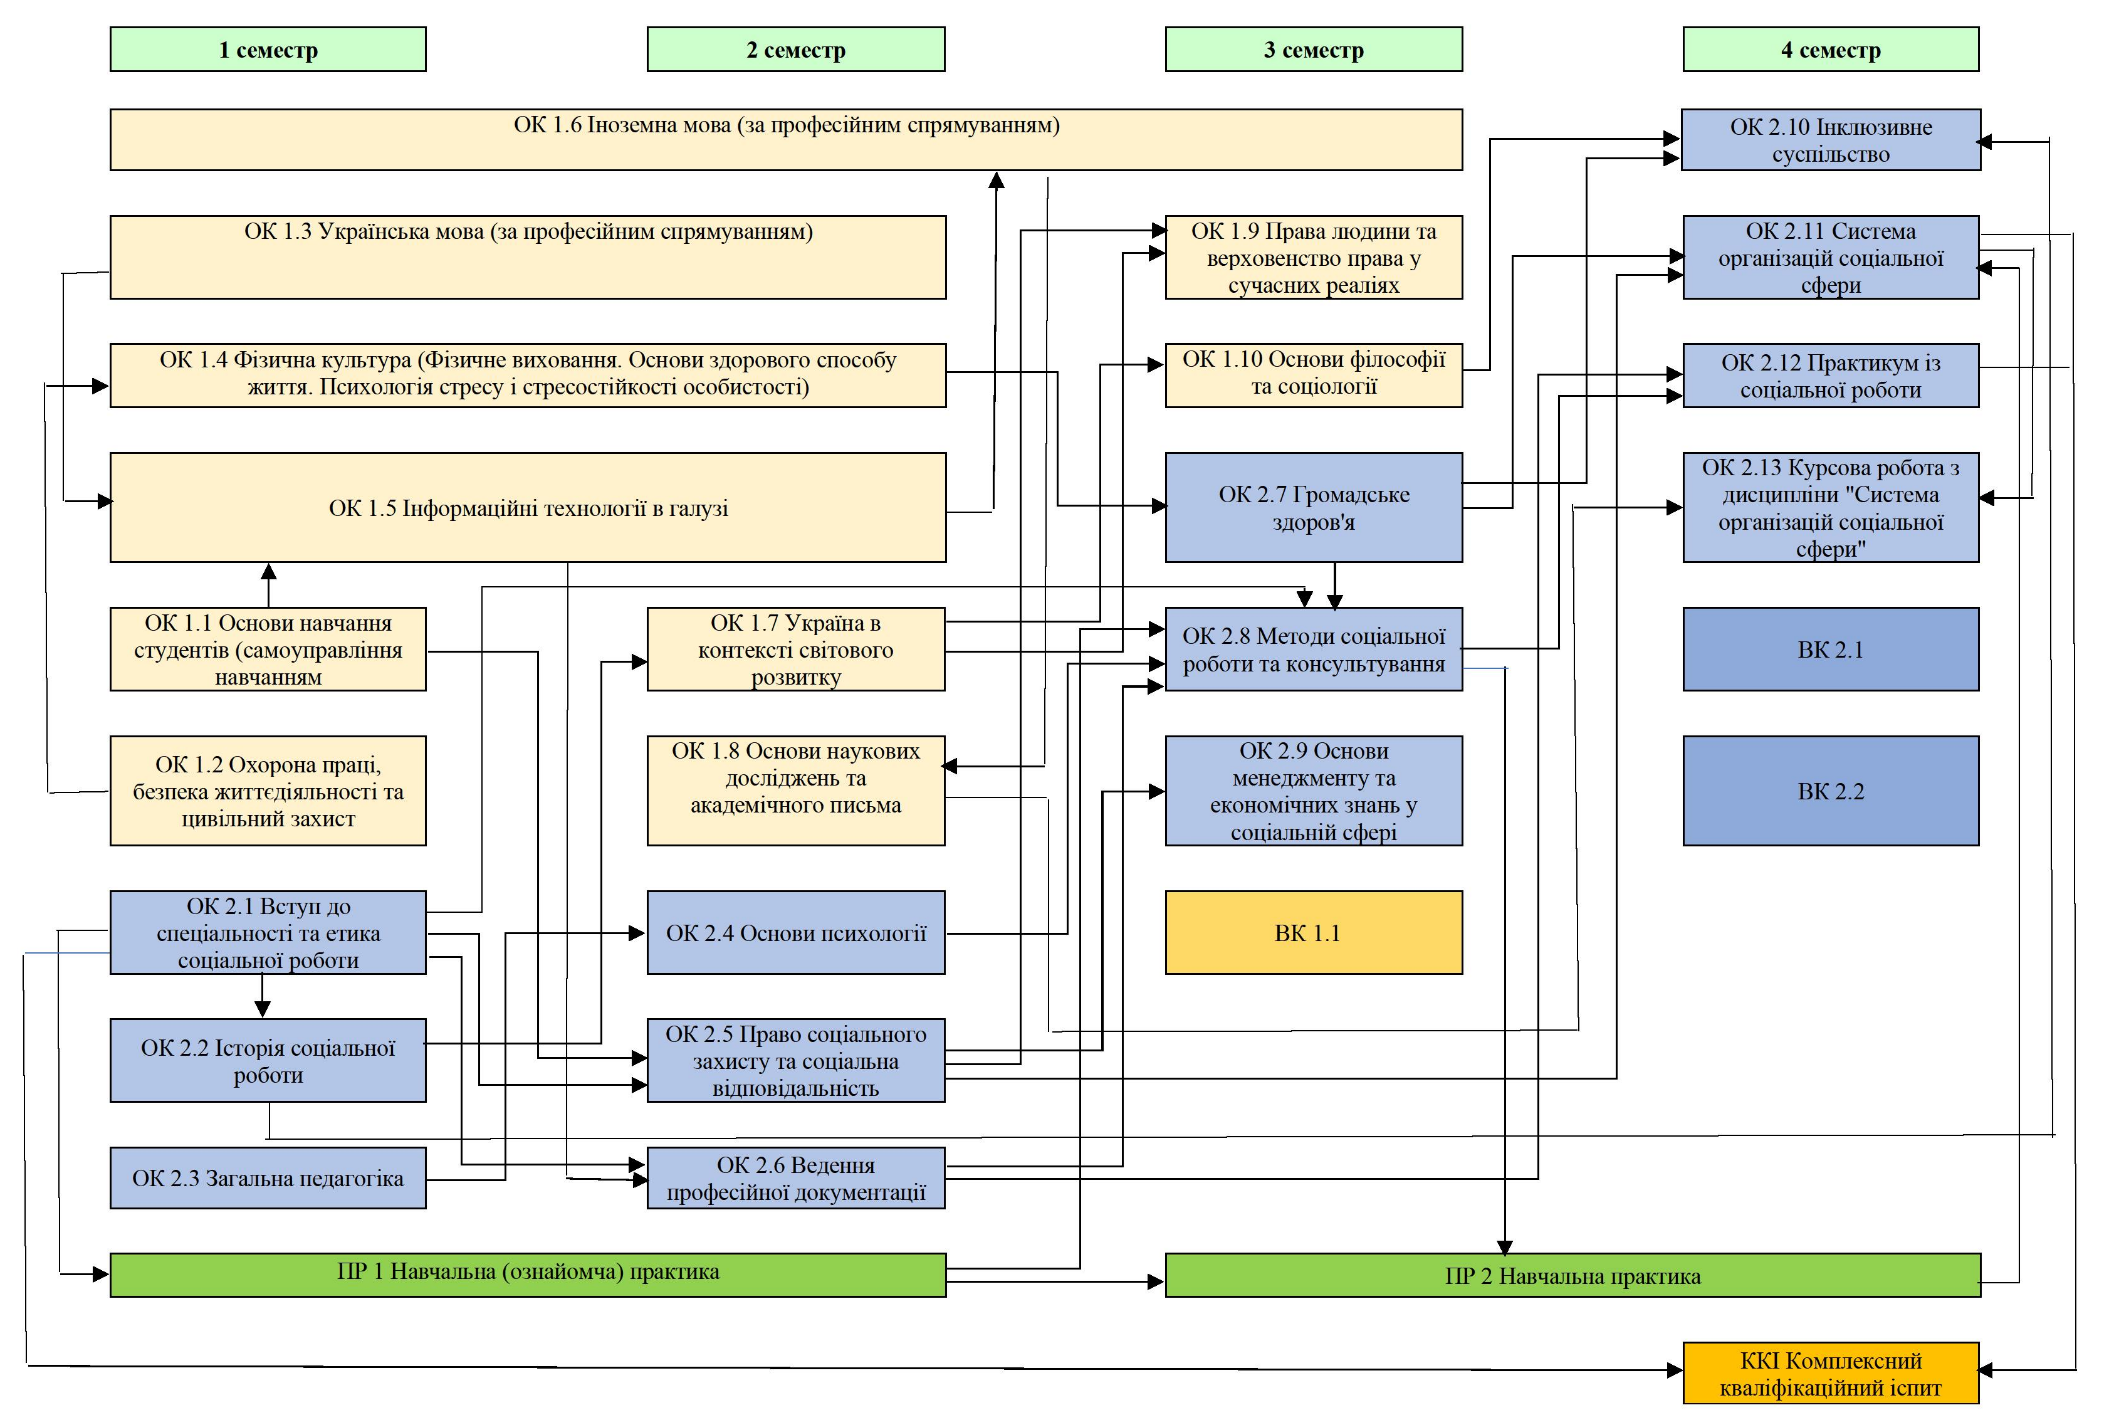 1 семестр
2 семестр
3 семестр
4 семестр
ОК 1.6 Іноземна мова (за професійним спрямуванням)
ОК 2.10 Інклюзивне
суспільство
ОК 1.3 Українська мова (за професійним спрямуванням)
ОК 1.9 Права людини та
верховенство права у
сучасних реаліях
ОК 2.11 Система
організацій соціальної
сфери
ОК 1.4 Фізична культура (Фізичне виховання. Основи здорового способу
життя. Психологія стресу і стресостійкості особистості)
ОК 1.10 Основи філософії
та соціології
ОК 2.12 Практикум із
соціальної роботи
ОК 1.5 Інформаційні технології в галузі
ОК 2.7 Громадське
здоров'я
ОК 2.13 Курсова робота з
дисципліни "Система
організацій соціальної
сфери"
ОК 1.1 Основи навчання
студентів (самоуправління
навчанням
ОК 1.7 Україна в
контексті світового
розвитку
ОК 2.8 Методи соціальної
роботи та консультування
ВК 2.1
ОК 1.2 Охорона праці,
безпека життєдіяльності та
цивільний захист
ОК 1.8 Основи наукових
досліджень та
академічного письма
ОК 2.9 Основи
менеджменту та
економічних знань у
соціальній сфері
ВК 2.2
ОК 2.1 Вступ до
спеціальності та етика
соціальної роботи
ОК 2.4 Основи психології
ВК 1.1
ОК 2.2 Історія соціальної
роботи
ОК 2.5 Право соціального
захисту та соціальна
відповідальність
ОК 2.3 Загальна педагогіка
ОК 2.6 Ведення
професійної документації
ПР 1 Навчальна (ознайомча) практика
ПР 2 Навчальна практика
ККІ Комплексний
кваліфікаційний іспит